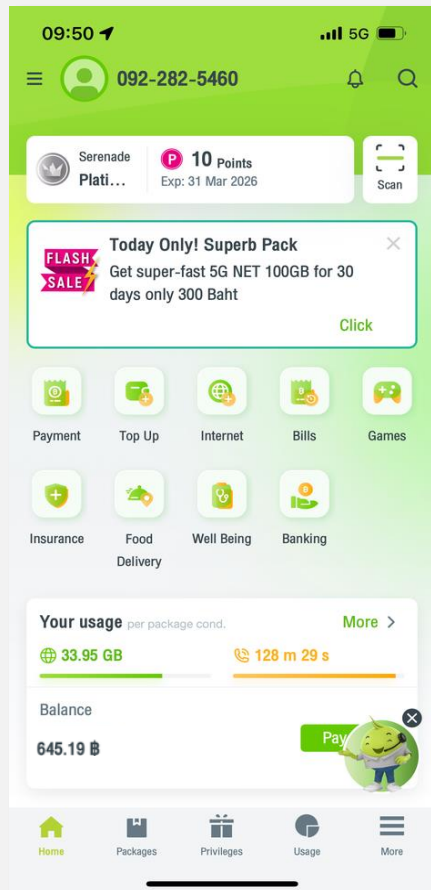 09:50
5G
092-282-5460
Serenade
Plati...
P 10 Points
Exp: 31 Mar 2026
Scan
FLASH
SALE
Today Only! Superb Pack
Get super-fast 5G NET 100GB for 30
days only 300 Baht
Click
Payment
Top Up
Internet
Bills
Games
Insurance
Food
Delivery
Well Being
Banking
Your usage per package cond.
More >
33.95 GB
128 m 29 s
Balance
645.19 ฿
Pay
Home
Packages
Privileges
Usage
More